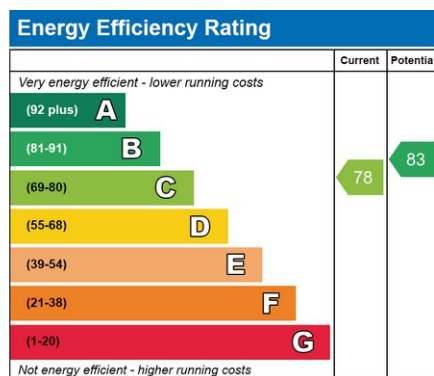 Energy Efficiency Rating
Current Potentia
Very energy efficient - lower running costs
(92 plus) A
(81-91) B
83
(69-80) C
78
(55-68) D
(39-54) E
(21-38) F
(1-20) G
Not energy efficient - higher running costs